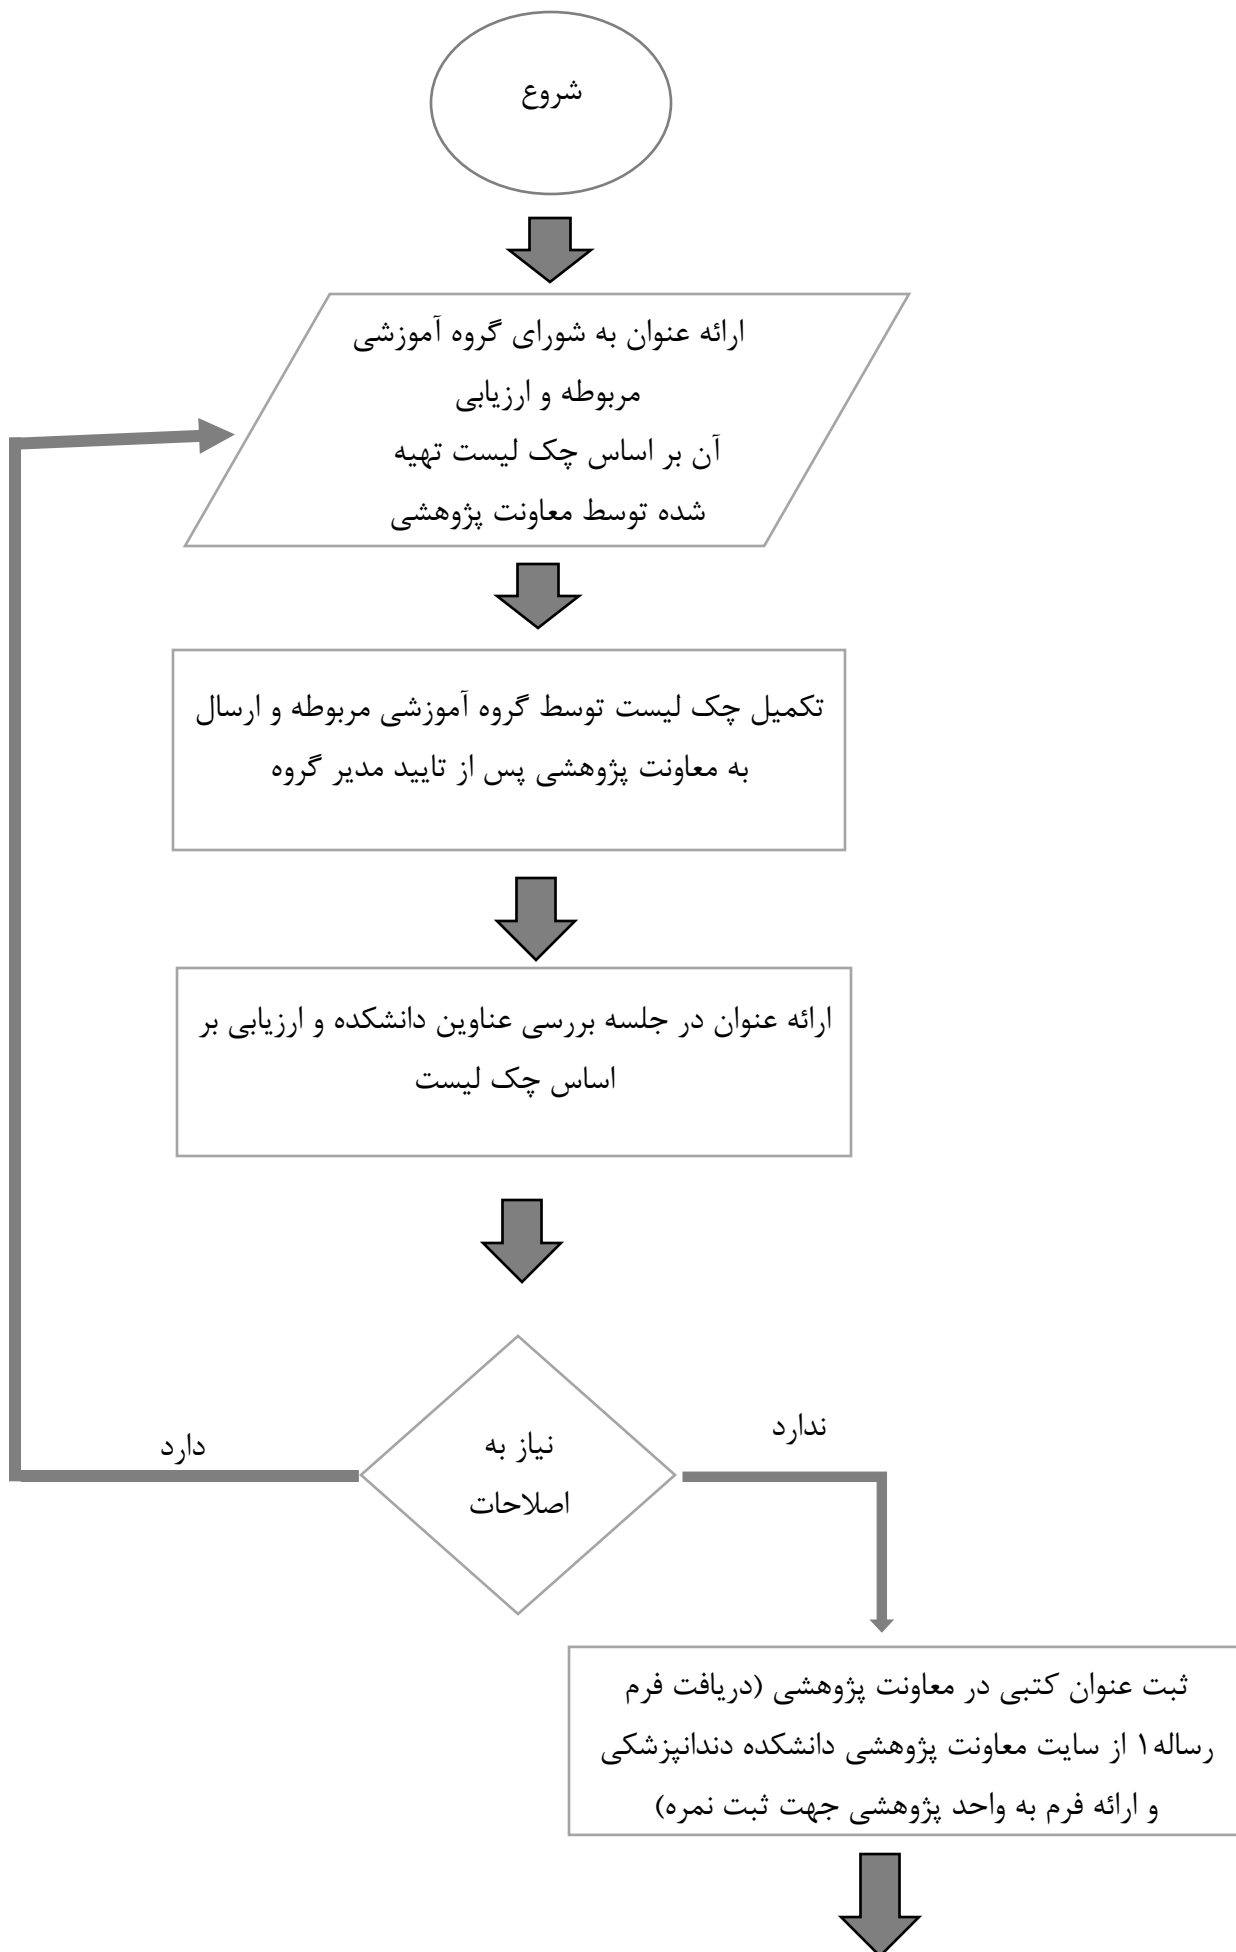 شروع
ارائه عنوان به شورای گروه آموزشی
مربوطه و ارزیابی
آن بر اساس چک لیست تهیه
شده توسط معاونت پژوهشی
تکمیل چک لیست توسط گروه آموزشی مربوطه و ارسال
به معاونت پژوهشی پس از تایید مدیر گروه
ارائه عنوان در جلسه بررسی عناوین دانشکده و ارزیابی بر
اساس چک لیست
نیاز به
اصلاحات
ندارد
دارد
ثبت عنوان کتبی در معاونت پژوهشی (دریافت فرم
رساله۱ از سایت معاونت پژوهشی دانشکده دندانپزشکی
و ارائه فرم به واحد پژوهشی جهت ثبت نمره)